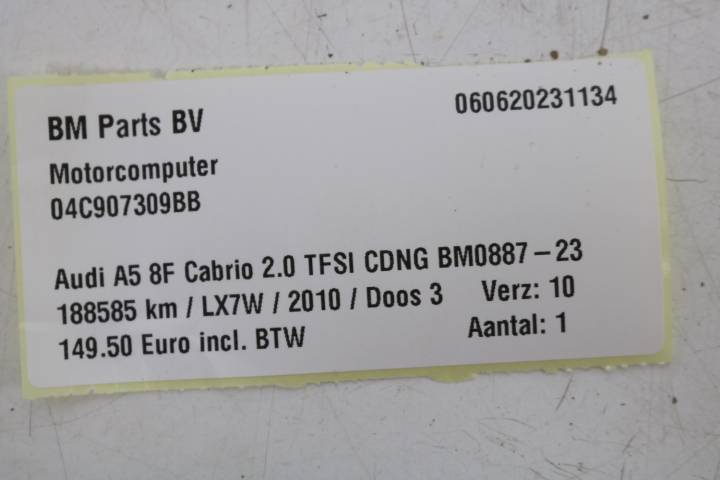 BM Parts BV 060620231134
Motorcomputer
04C907309BB
Audi A5 8F Cabrio 2.0 TFSI CDNG BM0887-23
188585 km / LX7W / 2010 / Doos 3 Verz: 10
149.50 Euro incl. BTW Aantal: 1